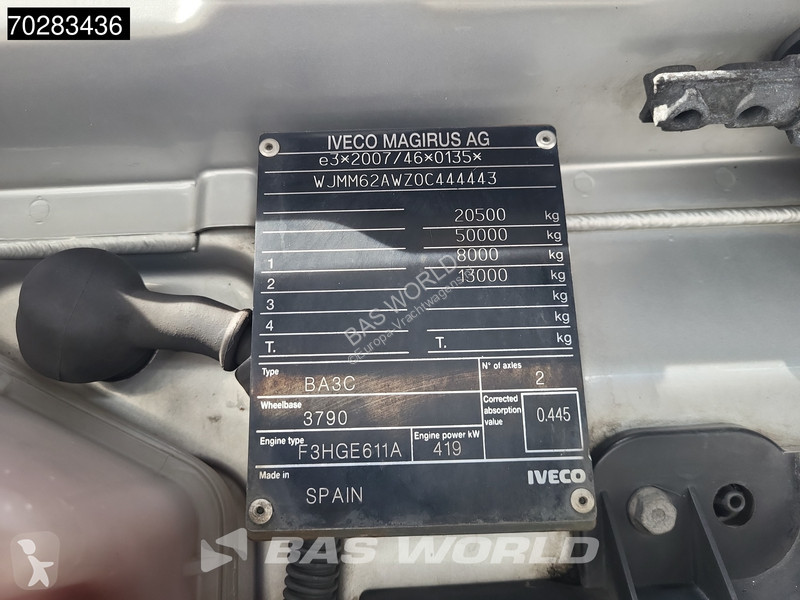 70283436
IVECO MAGIRUS AG
e3*2007/46*0135*
WJMM62AWZ0C444443
20500 kg
50000 kg
1 8000 kg
2 13000 kg
3 kg
4 kg
T. T. kg
Type BA3C N° of axles 2
Wheelbase 3790 Corrected absorption value 0.445
Engine type F3HGE611A Engine power kW 419
Made in SPAIN IVECO
BAS WORLD
©Europa-Vrachtwagens.be
BAS WORLD